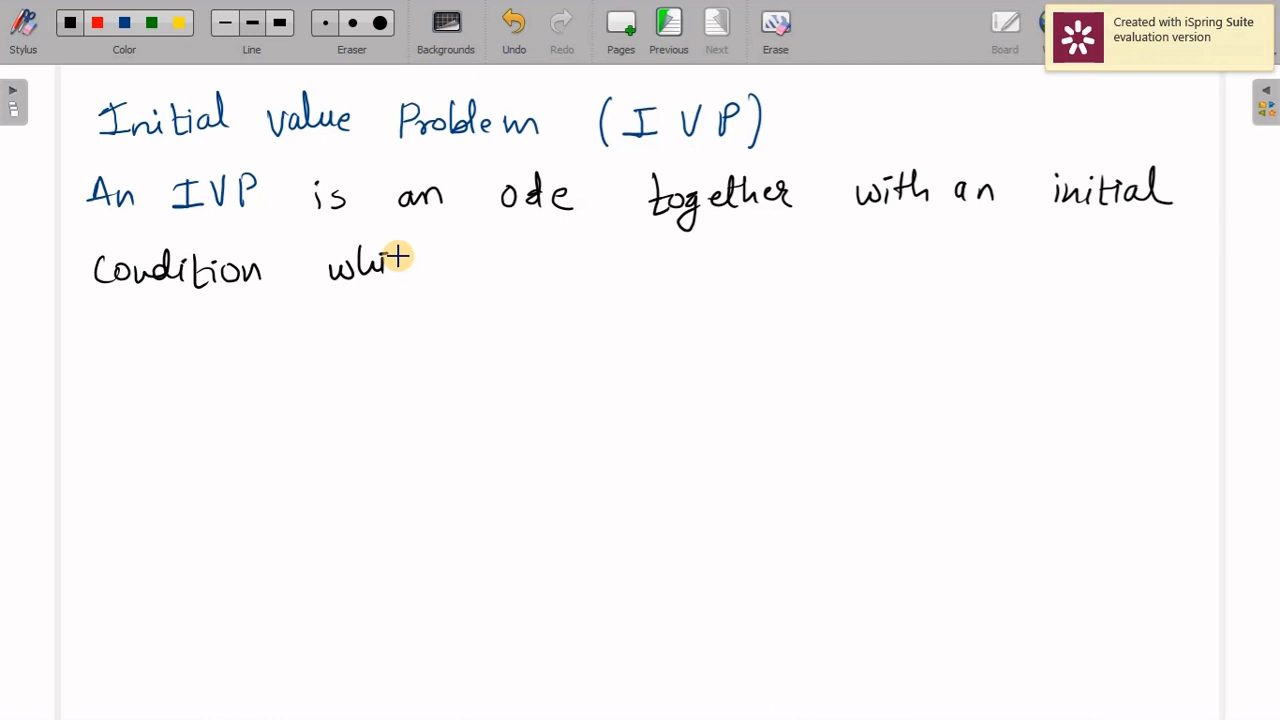 Stylus
Color
Line
Eraser
Backgrounds
Undo
Redo
Pages
Previous
Next
Erase
Board
Created with iSpring Suite
evaluation version
Initial value Problem (IVP)
An IVP is an ode together with an initial
condition whi